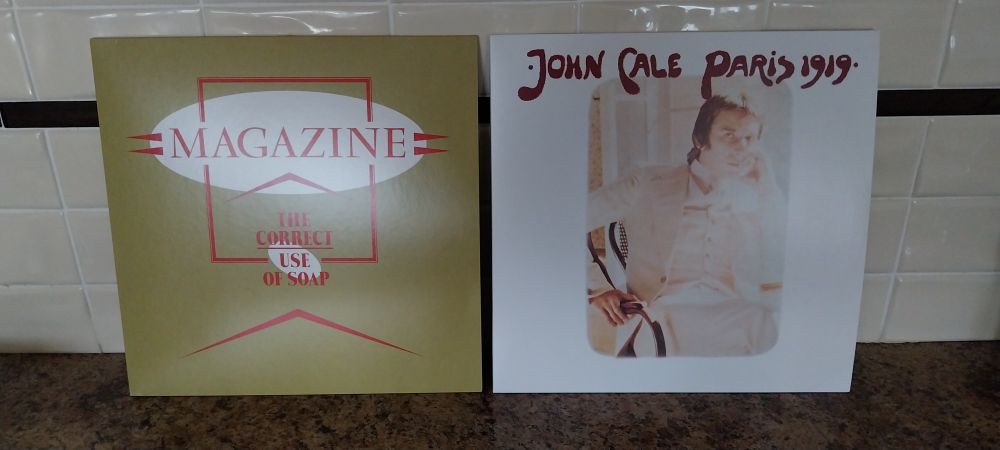 MAGAZINE
THE
CORRECT
USE
OF SOAP
·JOHN CALE PARIS 1919·